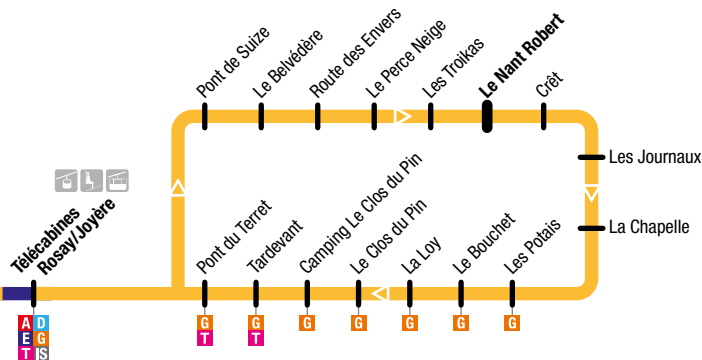 Pont de Suize
Le Belvédère
Route des Envers
Le Perce Neige
Les Troikas
Le Nant Robert
Crêt
Les Journaux
La Chapelle
Télécabines
Rosay/Joyère
Pont du Terret
Tardevant
Camping Le Clos du Pin
Le Clos du Pin
La Loy
Le Bouchet
Les Potais
A D
E G
T IS
G
T
G
T
G
G
G
G
G